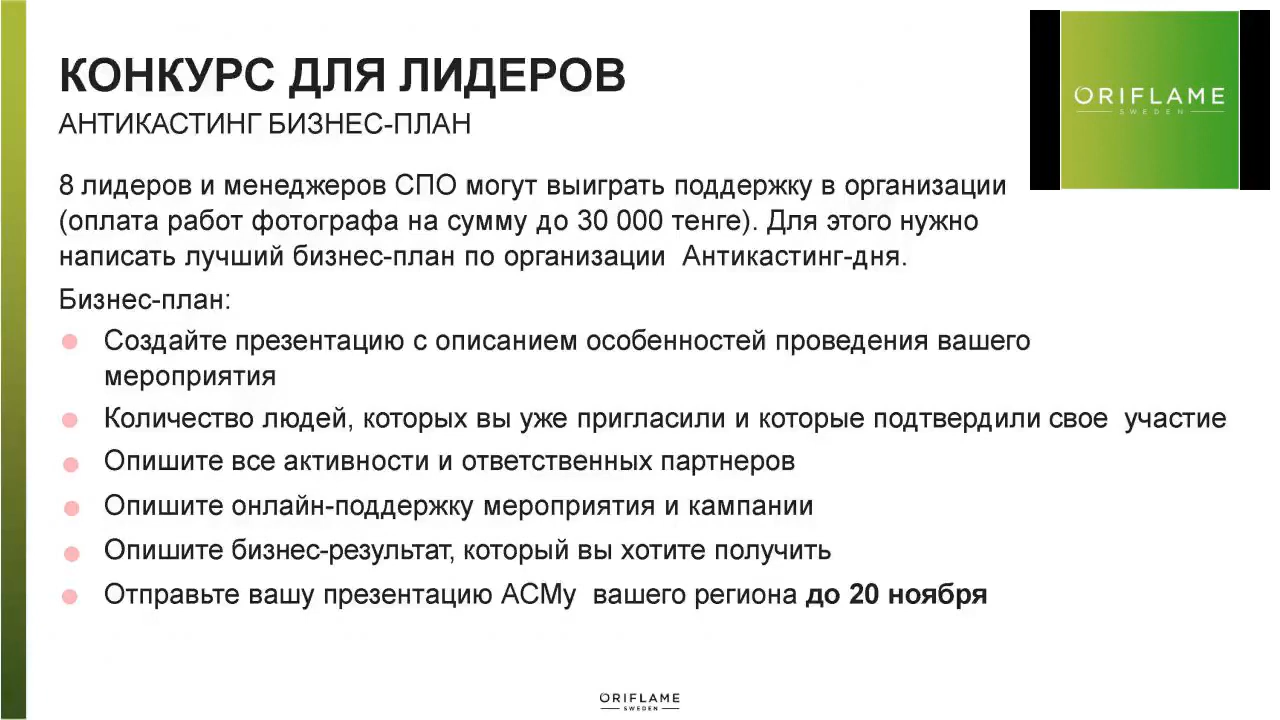 КОНКУРС ДЛЯ ЛИДЕРОВ
АНТИКАСТИНГ БИЗНЕС-ПЛАН
ORIFLAME
SWEDEN
8 лидеров и менеджеров СПО могут выиграть поддержку в организации
(оплата работ фотографа на сумму до 30 000 тенге). Для этого нужно
написать лучший бизнес-план по организации Антикастинг-дня.
Бизнес-план:
Создайте презентацию с описанием особенностей проведения вашего
мероприятия
Количество людей, которых вы уже пригласили и которые подтвердили свое участие
Опишите все активности и ответственных партнеров
Опишите онлайн-поддержку мероприятия и кампании
Опишите бизнес-результат, который вы хотите получить
Отправьте вашу презентацию АСМу вашего региона до 20 ноября
ORIFLAME
SWEDEN